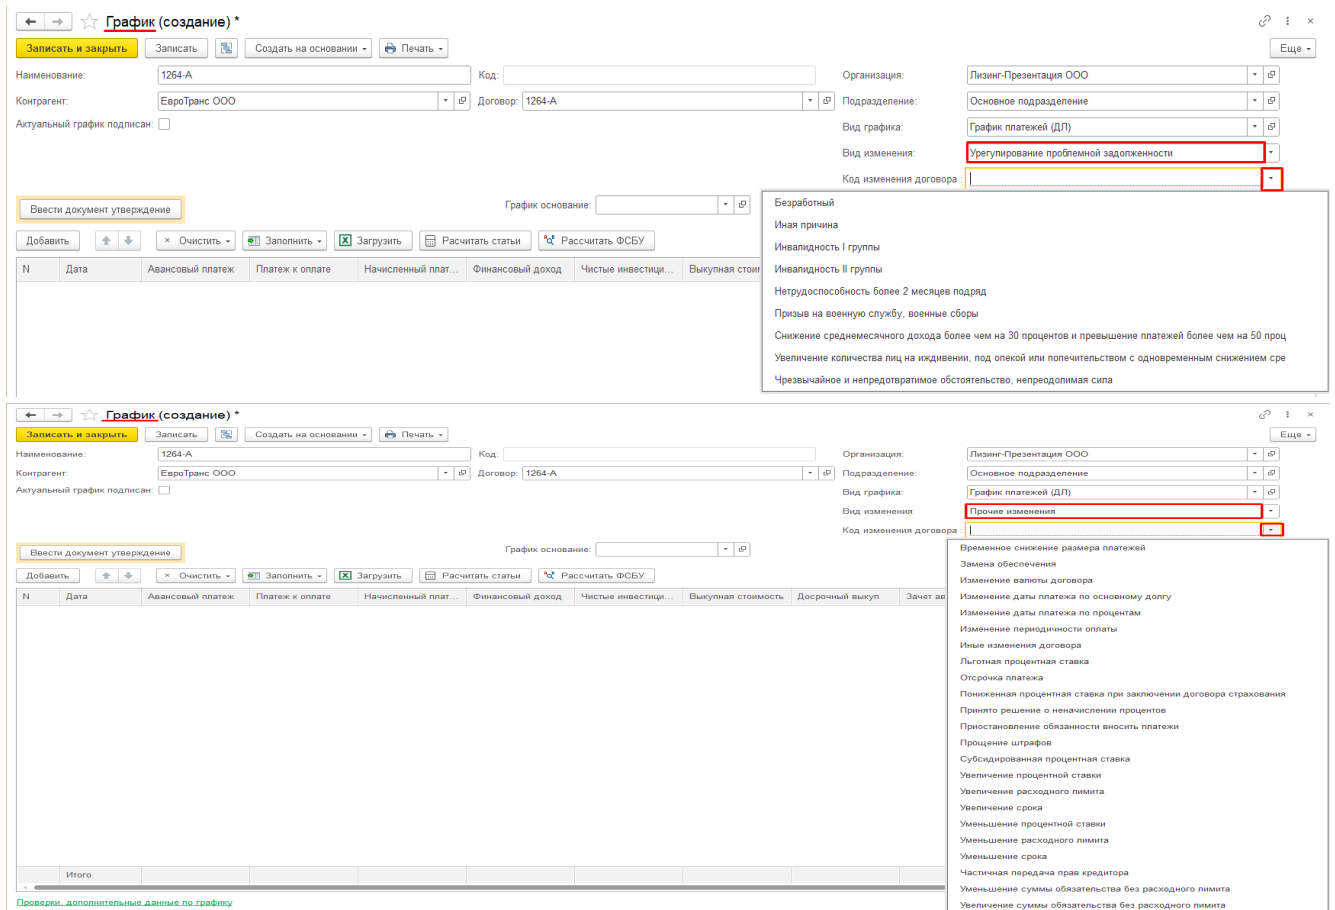 График (создание) *
Записать и закрыть Записать Создать на основании Печать Еще
Наименование: 1264-А Код: Организация: Лизинг-Презентация ООО
Контрагент: ЕвроТранс ООО Договор: 1264-А Подразделение: Основное подразделение
Актуальный график подписан: Вид графика: График платежей (ДЛ)
Вид изменения: Урегулирование проблемной задолженности
Код изменения договора :
Ввести документ утверждение График основание:
Добавить Очистить Заполнить Загрузить Расчитать статьи Рассчитать ФСБУ
N Дата Авансовый платеж Платеж к оплате Начисленный плат... Финансовый доход Чистые инвестици... Выкупная стоим
Безработный
Иная причина
Инвалидность I группы
Инвалидность II группы
Нетрудоспособность более 2 месяцев подряд
Призыв на военную службу, военные сборы
Снижение среднемесячного дохода более чем на 30 процентов и превышение платежей более чем на 50 проц
Увеличение количества лиц на иждивении, под опекой или попечительством с одновременным снижением сре
Чрезвычайное и непредотвратимое обстоятельство, непреодолимая сила
График (создание) *
Записать и закрыть Записать Создать на основании Печать Еще
Наименование: 1264-А Код: Организация: Лизинг-Презентация ООО
Контрагент: ЕвроТранс ООО Договор: 1264-А Подразделение: Основное подразделение
Актуальный график подписан: Вид графика: График платежей (ДЛ)
Вид изменения: Прочие изменения
Код изменения договора :
Ввести документ утверждение График основание:
Добавить Очистить Заполнить Загрузить Расчитать статьи Рассчитать ФСБУ
N Дата Авансовый платеж Платеж к оплате Начисленный плат... Финансовый доход Чистые инвестици... Выкупная стоимость Досрочный выкуп Зачет ав
Временное снижение размера платежей
Замена обеспечения
Изменение валюты договора
Изменение даты платежа по основному долгу
Изменение даты платежа по процентам
Изменение периодичности оплаты
Иные изменения договора
Льготная процентная ставка
Отсрочка платежа
Пониженная процентная ставка при заключении договора страхования
Принято решение о неначислении процентов
Приостановление обязанности вносить платежи
Прощение штрафов
Субсидированная процентная ставка
Увеличение процентной ставки
Увеличение расходного лимита
Увеличение срока
Уменьшение процентной ставки
Уменьшение расходного лимита
Уменьшение срока
Частичная передача прав кредитора
Уменьшение суммы обязательства без расходного лимита
Увеличение суммы обязательства без расходного лимита
Итого
Проверки, дополнительные данные по графику